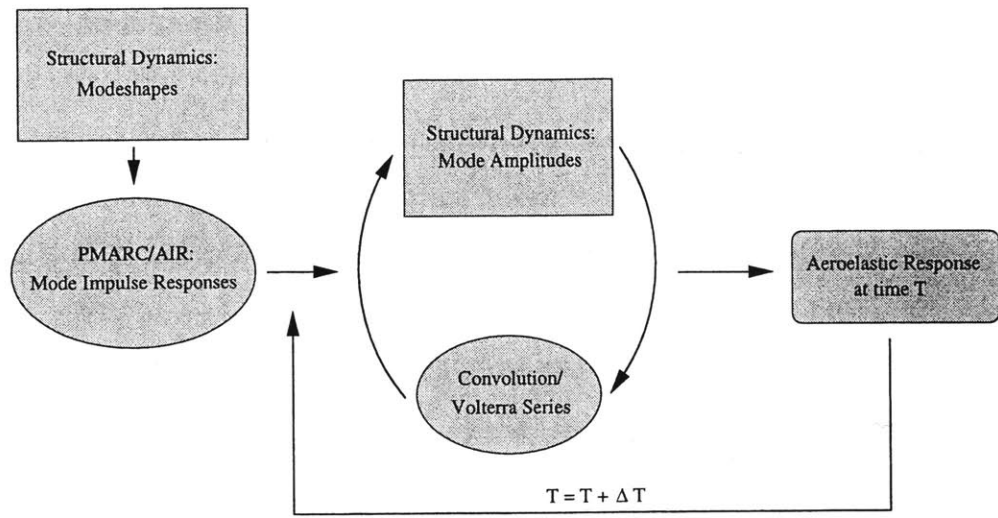 Structural Dynamics:
Modeshapes
PMARC/AIR:
Mode Impulse Responses
Structural Dynamics:
Mode Amplitudes
Convolution/
Volterra Series
Aeroelastic Response
at time T
T = T + Δ T